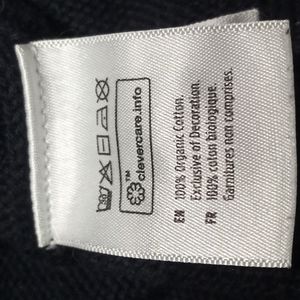 clevercare.info
EN 100% Organic Cotton.
Exclusive of Decoration.
FR 100% coton biologique.
Garnitures non comprises.